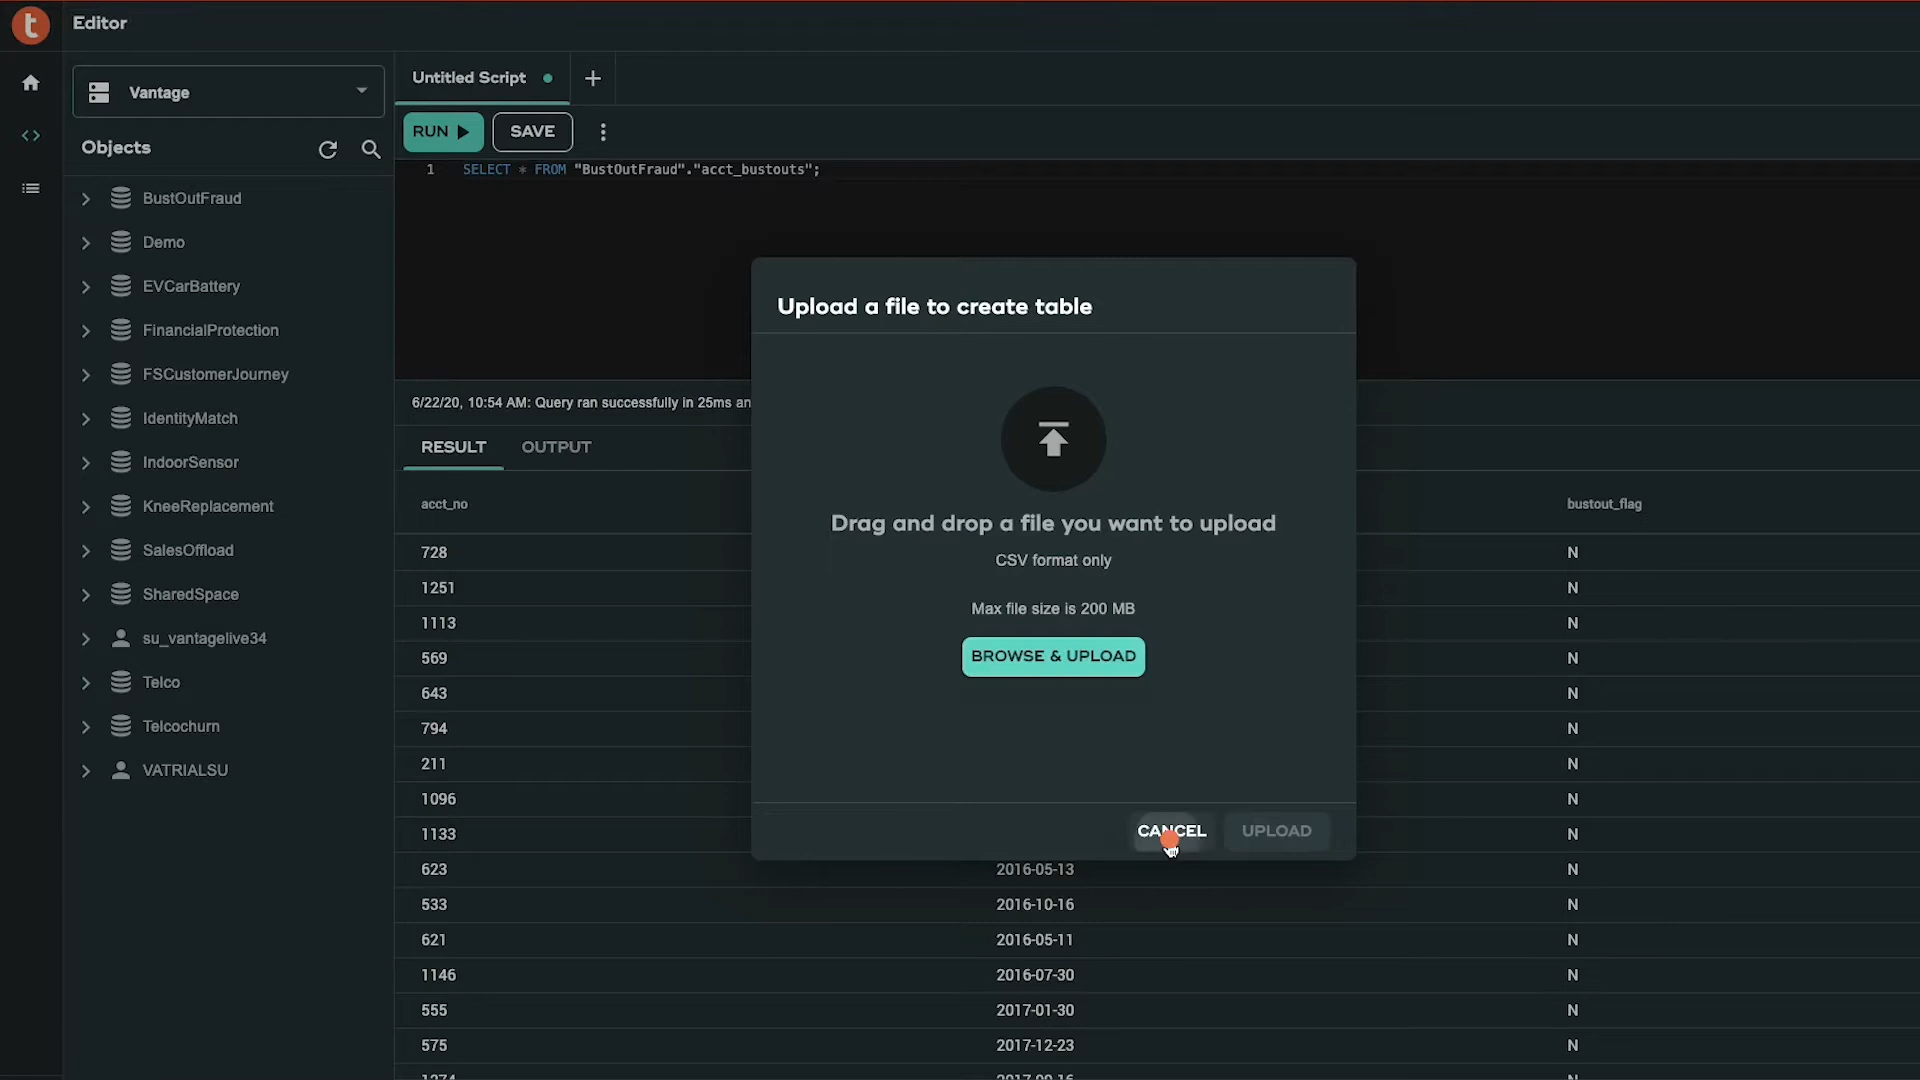 t
Editor
Vantage
Untitled Script
RUN
SAVE
Objects
1 SELECT * FROM "BustOutFraud"."acct_bustouts";
BustOutFraud
Demo
EVCarBattery
FinancialProtection
FSCustomerJourney
IdentityMatch
IndoorSensor
KneeReplacement
SalesOffload
SharedSpace
su_vantagelive34
Telco
Telcochurn
VATRIALSU
6/22/20, 10:54 AM: Query ran successfully in 25ms an
RESULT OUTPUT
acct_no bustout_flag
728 N
1251 N
1113 N
569 N
643 N
794 N
211 N
1096 N
1133 N
623 2016-05-13 N
533 2016-10-16 N
621 2016-05-11 N
1146 2016-07-30 N
555 2017-01-30 N
575 2017-12-23 N
Upload a file to create table
Drag and drop a file you want to upload
CSV format only
Max file size is 200 MB
BROWSE & UPLOAD
CANCEL
UPLOAD